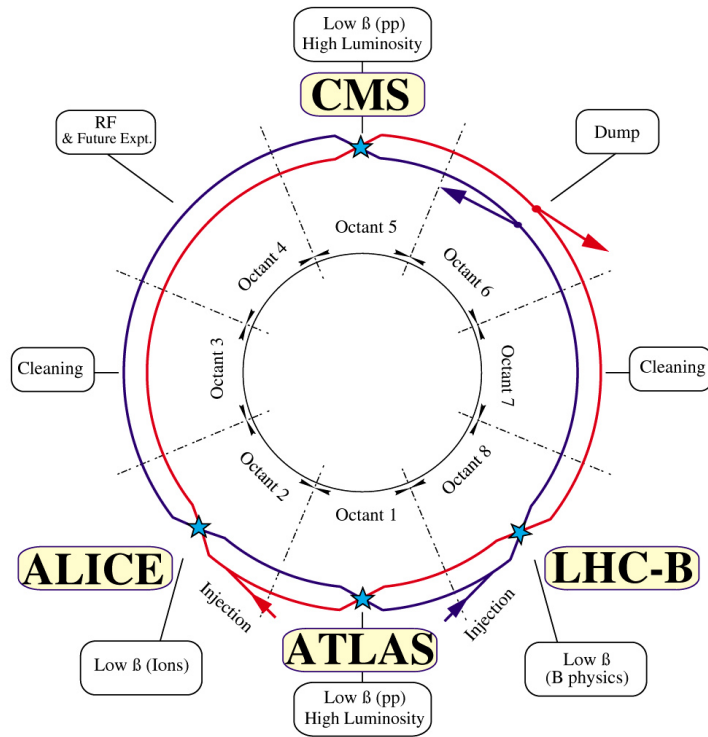 Low ß (pp)
High Luminosity
CMS
RF
& Future Expt.
Dump
Octant 5
Octant 4
Octant 6
Cleaning
Octant 3
Octant 7
Cleaning
Octant 2
Octant 8
Octant 1
ALICE
LHC-B
Injection
Injection
ATLAS
Low ß (Ions)
Low ß
(B physics)
Low ß (pp)
High Luminosity